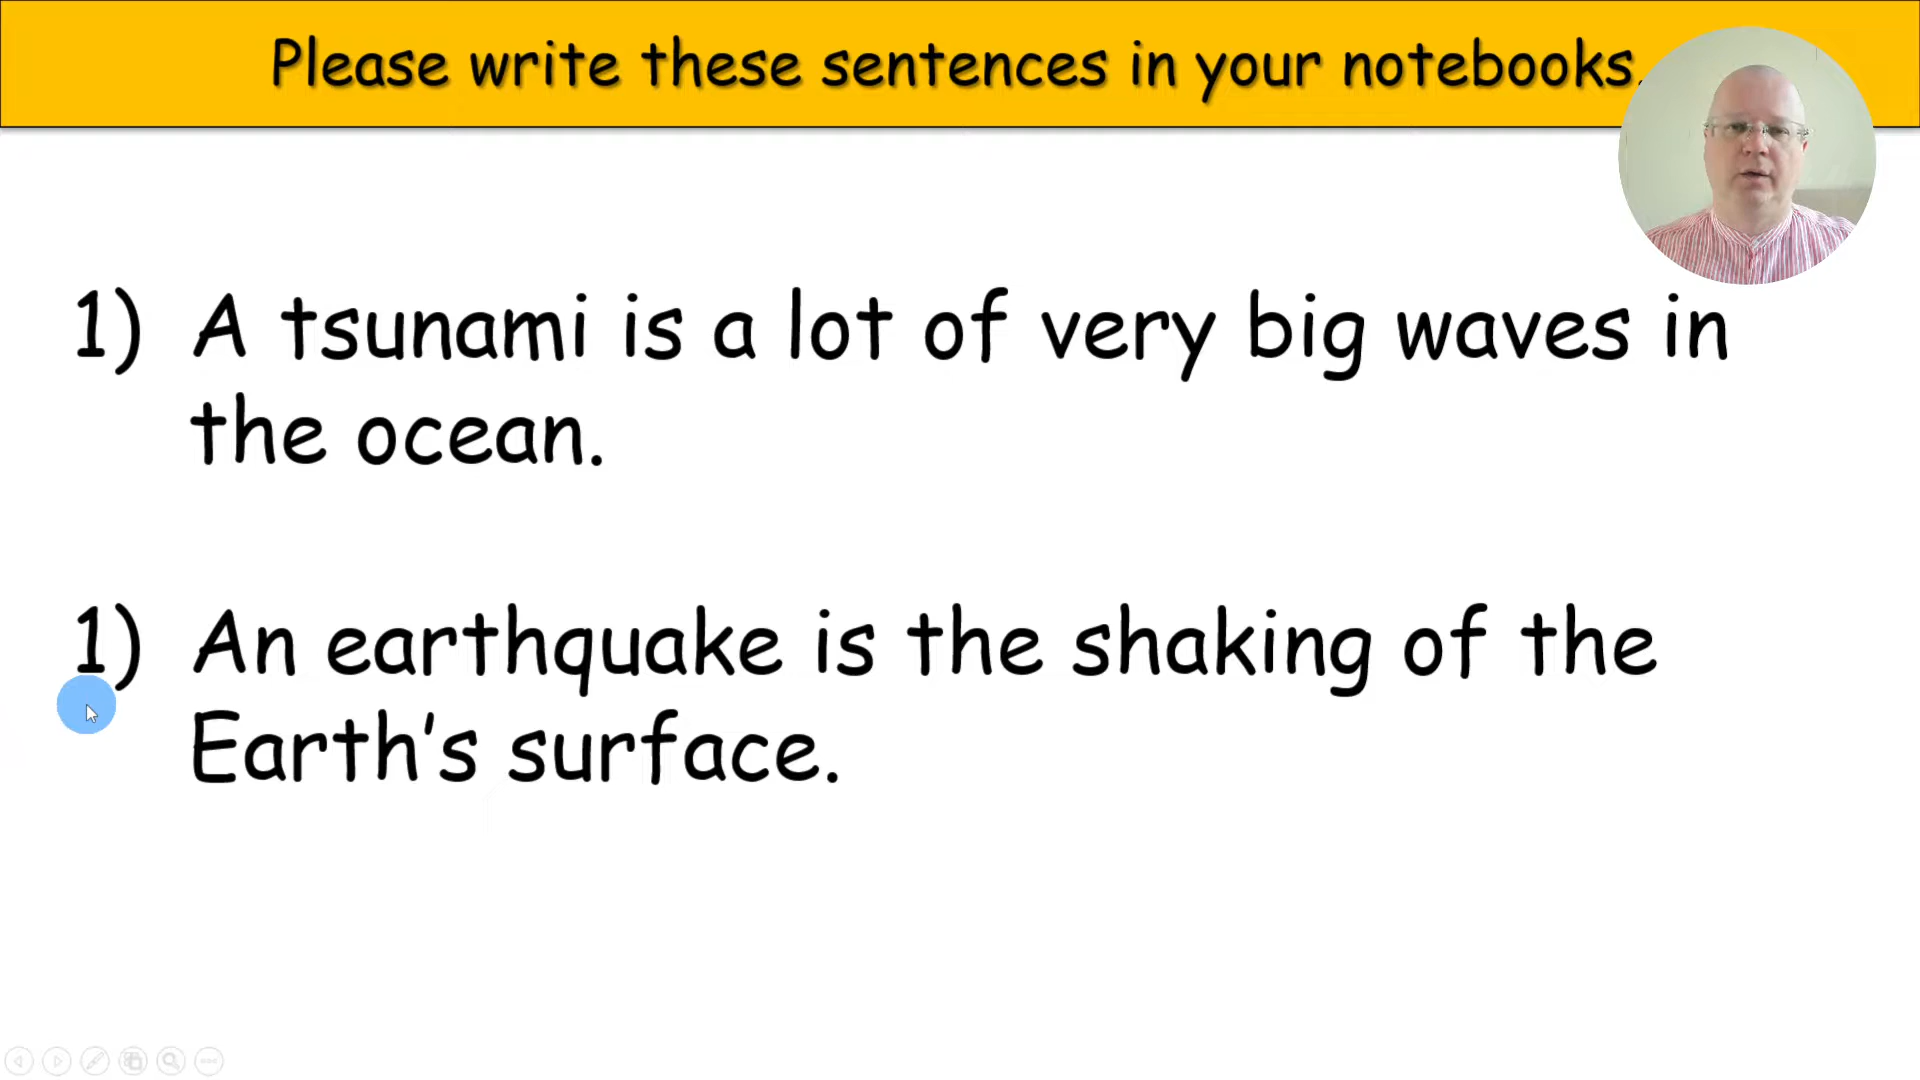 Please write these sentences in your notebooks.
1) A tsunami is a lot of very big waves in
the ocean.
1) An earthquake is the shaking of the
Earth's surface.